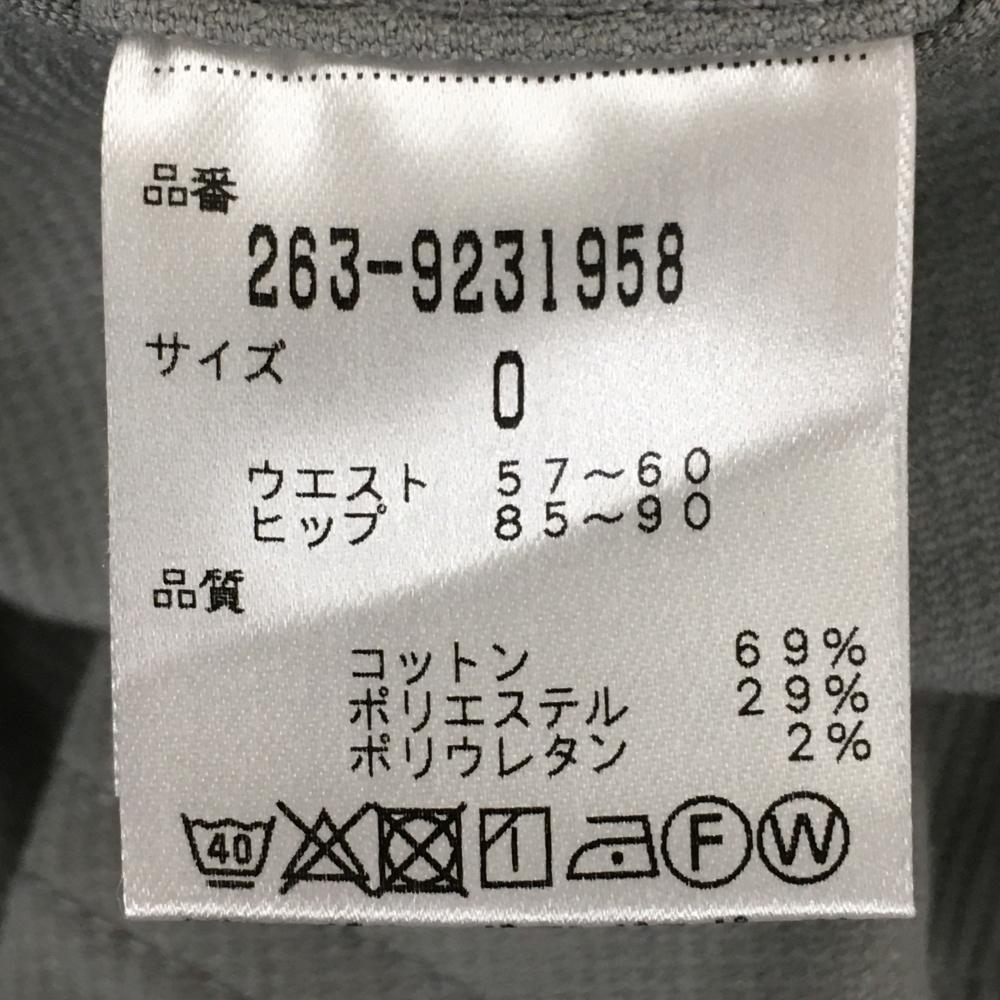 品番
263-9231958
サイズ
0
ウエスト 57～60
ヒップ 85～90
品質
コットン 69%
ポリエステル 29%
ポリウレタン 2%
40 F W